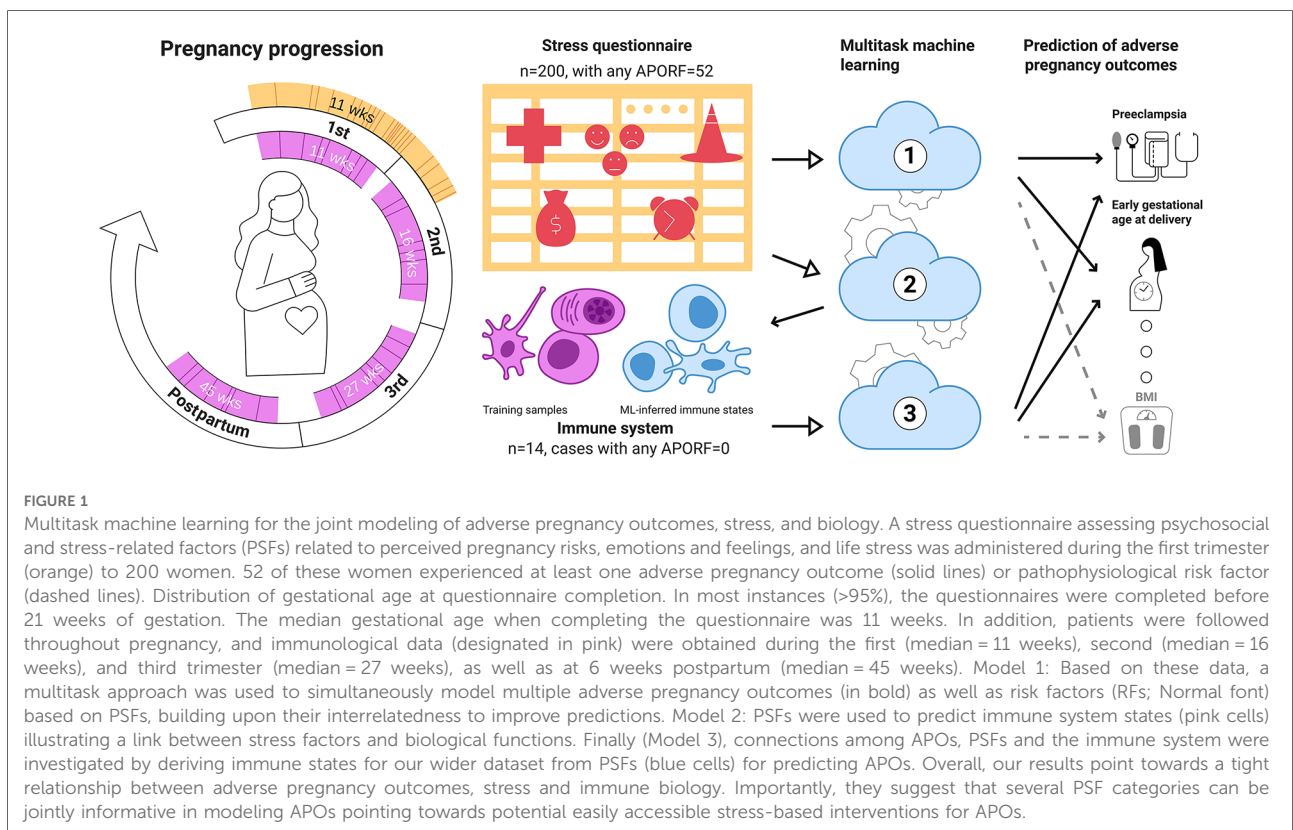 Pregnancy progression
11 wks
1st
11 wks
2nd
16 wks
3rd
27 wks
Postpartum
45 wks
Stress questionnaire
n=200, with any APORF=52
$
Training samples
ML-inferred immune states
Immune system
n=14, cases with any APORF=0
Multitask machine
learning
1
2
3
Prediction of adverse
pregnancy outcomes
Preeclampsia
Early gestational
age at delivery
BMI
FIGURE 1
Multitask machine learning for the joint modeling of adverse pregnancy outcomes, stress, and biology. A stress questionnaire assessing psychosocial
and stress-related factors (PSFs) related to perceived pregnancy risks, emotions and feelings, and life stress was administered during the first trimester
(orange) to 200 women. 52 of these women experienced at least one adverse pregnancy outcome (solid lines) or pathophysiological risk factor
(dashed lines). Distribution of gestational age at questionnaire completion. In most instances (>95%), the questionnaires were completed before
21 weeks of gestation. The median gestational age when completing the questionnaire was 11 weeks. In addition, patients were followed
throughout pregnancy, and immunological data (designated in pink) were obtained during the first (median = 11 weeks), second (median = 16
weeks), and third trimester (median = 27 weeks), as well as at 6 weeks postpartum (median = 45 weeks). Model 1: Based on these data, a
multitask approach was used to simultaneously model multiple adverse pregnancy outcomes (in bold) as well as risk factors (RFs; Normal font)
based on PSFs, building upon their interrelatedness to improve predictions. Model 2: PSFs were used to predict immune system states (pink cells)
illustrating a link between stress factors and biological functions. Finally (Model 3), connections among APOs, PSFs and the immune system were
investigated by deriving immune states for our wider dataset from PSFs (blue cells) for predicting APOs. Overall, our results point towards a tight
relationship between adverse pregnancy outcomes, stress and immune biology. Importantly, they suggest that several PSF categories can be
jointly informative in modeling APOs pointing towards potential easily accessible stress-based interventions for APOs.